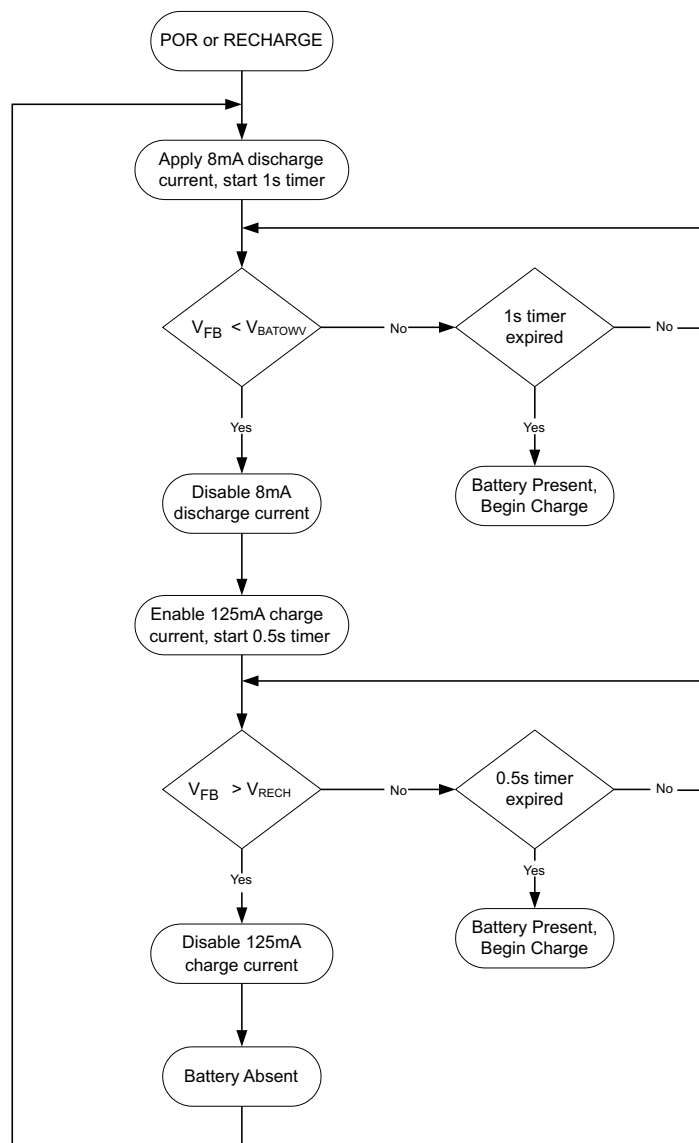 POR or RECHARGE
Apply 8mA discharge
current, start 1s timer
VFB < VBATOWV
No
1s timer
expired
No
Yes
Yes
Disable 8mA
discharge current
Battery Present,
Begin Charge
Enable 125mA charge
current, start 0.5s timer
VFB > VRECH
No
0.5s timer
expired
No
Yes
Yes
Disable 125mA
charge current
Battery Present,
Begin Charge
Battery Absent